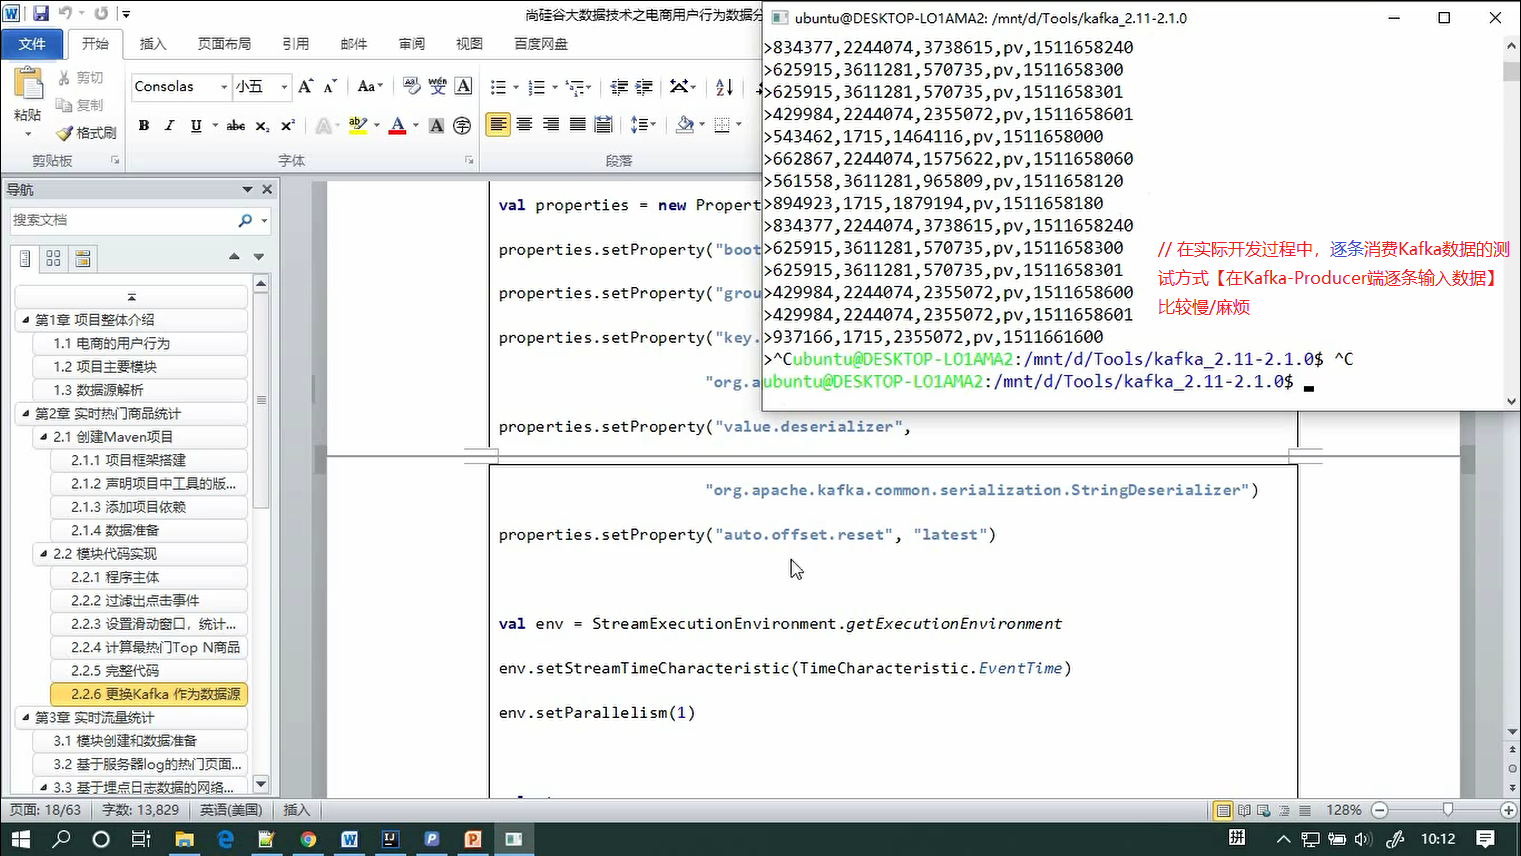 尚硅谷大数据技术之电商用户行为数据分
文件
开始
插入
页面布局
引用
邮件
审阅
视图
百度网盘
粘贴
剪切
复制
格式刷
剪贴板
Consolas
小五
字体
段落
导航
搜索文档
第1章 项目整体介绍
1.1 电商的用户行为
1.2 项目主要模块
1.3 数据源解析
第2章 实时热门商品统计
2.1 创建Maven项目
2.1.1 项目框架搭建
2.1.2 声明项目中工具的版...
2.1.3 添加项目依赖
2.1.4 数据准备
2.2 模块代码实现
2.2.1 程序主体
2.2.2 过滤出点击事件
2.2.3 设置滑动窗口，统计...
2.2.4 计算最热门Top N商品
2.2.5 完整代码
2.2.6 更换Kafka 作为数据源
第3章 实时流量统计
3.1 模块创建和数据准备
3.2 基于服务器log的热门页面...
3.3 基于埋点日志数据的网络...
val properties = new Propert
properties.setProperty("boot
properties.setProperty("grou
properties.setProperty("key.
"org.a
properties.setProperty("value.deserializer",
"org.apache.kafka.common.serialization.StringDeserializer")
properties.setProperty("auto.offset.reset", "latest")
val env = StreamExecutionEnvironment.getExecutionEnvironment
env.setStreamTimeCharacteristic(TimeCharacteristic.EventTime)
env.setParallelism(1)
ubuntu@DESKTOP-LO1AMA2: /mnt/d/Tools/kafka_2.11-2.1.0
>834377,2244074,3738615,pv,1511658240
>625915,3611281,570735,pv,1511658300
>625915,3611281,570735,pv,1511658301
>429984,2244074,2355072,pv,1511658601
>543462,1715,1464116,pv,1511658000
>662867,2244074,1575622,pv,1511658060
>561558,3611281,965809,pv,1511658120
>894923,1715,1879194,pv,1511658180
>834377,2244074,3738615,pv,1511658240
>625915,3611281,570735,pv,1511658300
>625915,3611281,570735,pv,1511658301
>429984,2244074,2355072,pv,1511658600
>429984,2244074,2355072,pv,1511658601
>937166,1715,2355072,pv,1511661600
>^Cubuntu@DESKTOP-LO1AMA2:/mnt/d/Tools/kafka_2.11-2.1.0$ ^C
ubuntu@DESKTOP-LO1AMA2:/mnt/d/Tools/kafka_2.11-2.1.0$
// 在实际开发过程中，逐条消费Kafka数据的测
试方式【在Kafka-Producer端逐条输入数据】
比较慢/麻烦
页面: 18/63
字数: 13,829
英语(美国)
插入
128%
拼
10:12